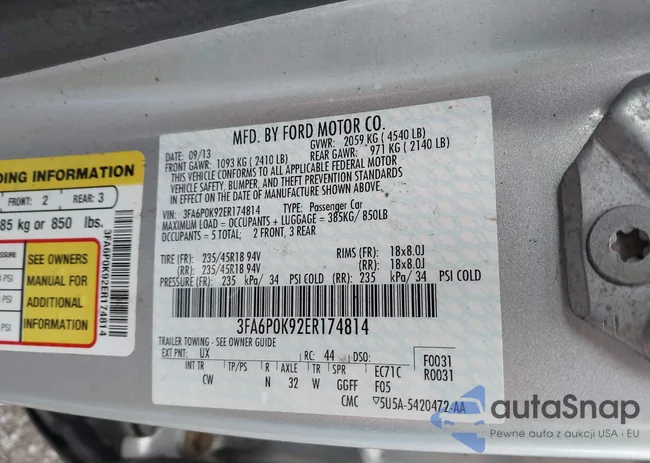 MFD. BY FORD MOTOR CO.
DATE: 09/13
GVWR: 2059 KG ( 4540 LB)
FRONT GAWR: 1093 KG ( 2410 LB)
REAR GAWR: 971 KG ( 2140 LB)
THIS VEHICLE CONFORMS TO ALL APPLICABLE FEDERAL MOTOR
VEHICLE SAFETY, BUMPER, AND THEFT PREVENTION STANDARDS
IN EFFECT ON THE DATE OF MANUFACTURE SHOWN ABOVE.
VIN: 3FA6P0K92ER174814 TYPE: Passenger Car
MAXIMUM LOAD = OCCUPANTS + LUGGAGE = 385KG/ 850LB
OCCUPANTS = 5 TOTAL; 2 FRONT, 3 REAR
TIRE (FR): 235/45R18 94V RIMS (FR): 18x8.0J
(RR): 235/45R18 94V (RR): 18x8.0J
PRESSURE (FR): 235 kPa/ 34 PSI COLD (RR): 235 kPa/ 34 PSI COLD
3FA6P0K92ER174814
TRAILER TOWING - SEE OWNER GUIDE
EXT PNT: UX RC: 44 DSO: F0031
INT TR TP/PS R AXLE TR SPR EC71C R0031
CW N 32 W GGFF F05
CMC 5U5A-5420472-AA
DING INFORMATION
FRONT: 2 REAR: 3
85 kg or 850 lbs.
PSI
PSI
SEE OWNERS
MANUAL FOR
ADDITIONAL
INFORMATION
3FA6P0K92ER174814
autaSnap
Pewne auta z aukcji USA i EU